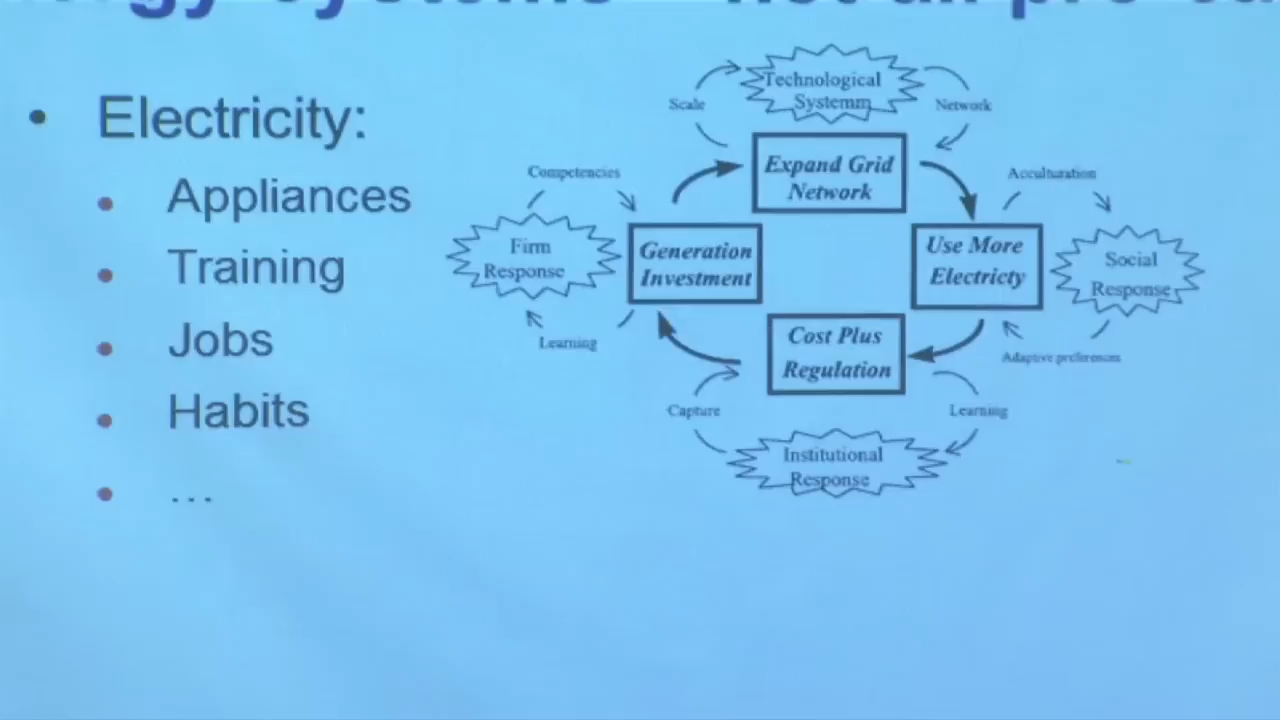 • Electricity:
• Appliances
• Training
• Jobs
• Habits
• ...
Technological
Systemm
Scale
Network
Expand Grid
Network
Competencies
Acculturation
Firm
Response
Generation
Investment
Use More
Electricty
Social
Response
Learning
Cost Plus
Regulation
Adaptive preferences
Capture
Learning
Institutional
Response